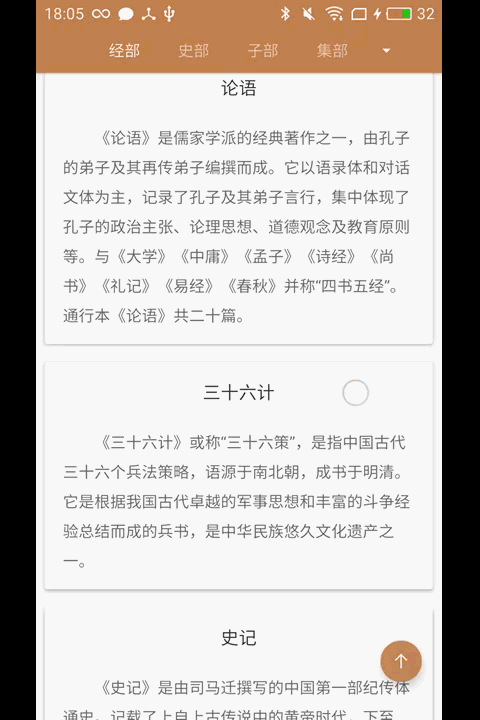 18:05 32
经部 史部 子部 集部
论语
《论语》是儒家学派的经典著作之一，由孔子
的弟子及其再传弟子编撰而成。它以语录体和对话
文体为主，记录了孔子及其弟子言行，集中体现了
孔子的政治主张、论理思想、道德观念及教育原则
等。与《大学》《中庸》《孟子》《诗经》《尚
书》《礼记》《易经》《春秋》并称“四书五经”。
通行本《论语》共二十篇。
三十六计
《三十六计》或称“三十六策”，是指中国古代
三十六个兵法策略，语源于南北朝，成书于明清。
它是根据我国古代卓越的军事思想和丰富的斗争经
验总结而成的兵书，是中华民族悠久文化遗产之
一。
史记
《史记》是由司马迁撰写的中国第一部纪传体
通史。记载了上自上古传说中的黄帝时代，下至